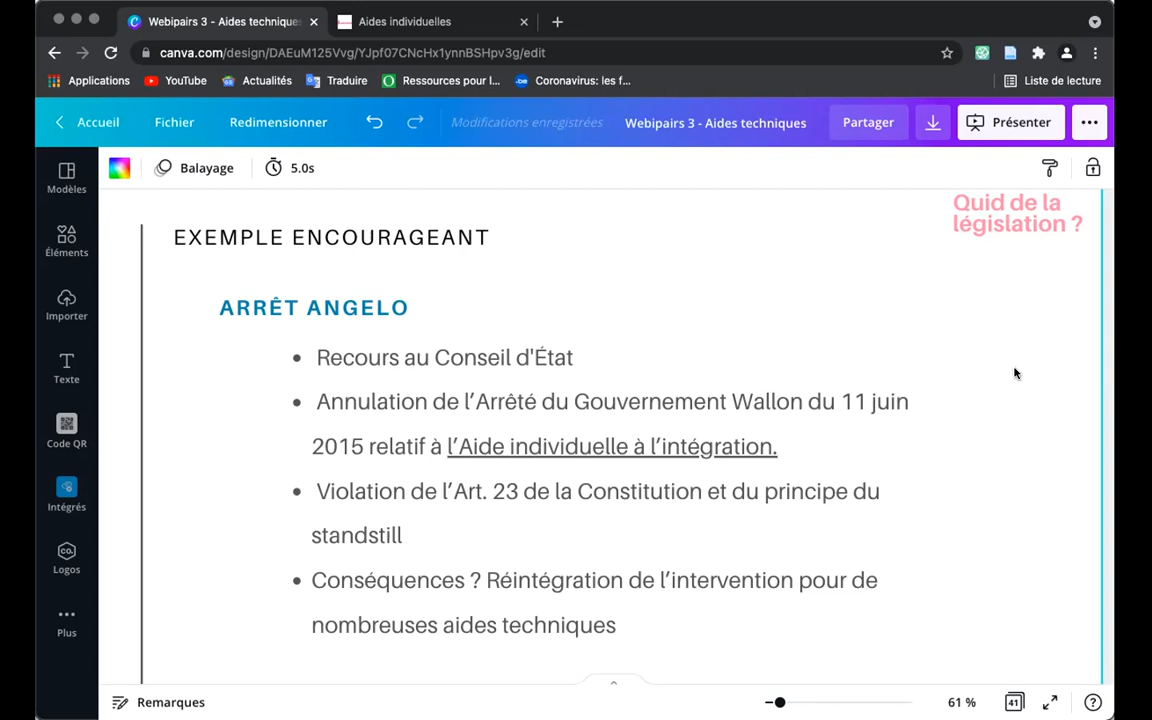 Webipairs 3 - Aides technique
Aides individuelles
canva.com/design/DAEuM125Vvg/YJpf07CNcHx1ynnBSHpv3g/edit
Applications
YouTube
Actualités
Traduire
Ressources pour l...
Coronavirus: les f...
Liste de lecture
Accueil
Fichier
Redimensionner
Modifications enregistrées
Webipairs 3 - Aides techniques
Partager
Présenter
Balayage
5.0s
Modèles
Éléments
Importer
Texte
Code QR
Intégrés
co.
Logos
Plus
Quid de la
législation ?
EXEMPLE ENCOURAGEANT
ARRÊT ANGELO
• Recours au Conseil d'État
• Annulation de l’Arrêté du Gouvernement Wallon du 11 juin
2015 relatif à l’Aide individuelle à l’intégration.
• Violation de l’Art. 23 de la Constitution et du principe du
standstill
• Conséquences ? Réintégration de l’intervention pour de
nombreuses aides techniques
Remarques
61 %
41